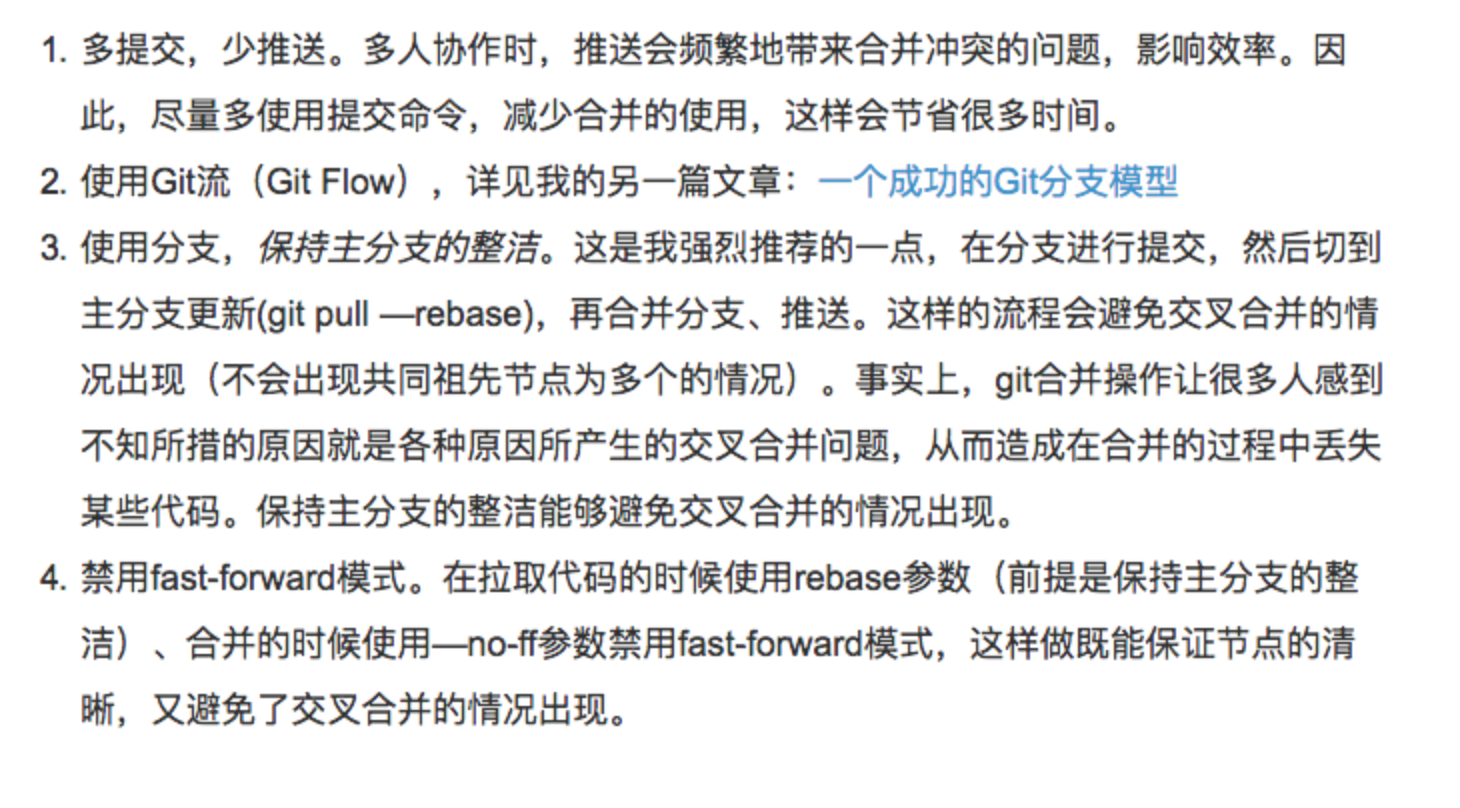 1. 多提交，少推送。多人协作时，推送会频繁地带来合并冲突的问题，影响效率。因
此，尽量多使用提交命令，减少合并的使用，这样会节省很多时间。
2. 使用Git流（Git Flow），详见我的另一篇文章：一个成功的Git分支模型
3. 使用分支，保持主分支的整洁。这是我强烈推荐的一点，在分支进行提交，然后切到
主分支更新(git pull —rebase)，再合并分支、推送。这样的流程会避免交叉合并的情
况出现（不会出现共同祖先节点为多个的情况）。事实上，git合并操作让很多人感到
不知所措的原因就是各种原因所产生的交叉合并问题，从而造成在合并的过程中丢失
某些代码。保持主分支的整洁能够避免交叉合并的情况出现。
4. 禁用fast-forward模式。在拉取代码的时候使用rebase参数（前提是保持主分支的整
洁）、合并的时候使用—no-ff参数禁用fast-forward模式，这样做既能保证节点的清
晰，又避免了交叉合并的情况出现。